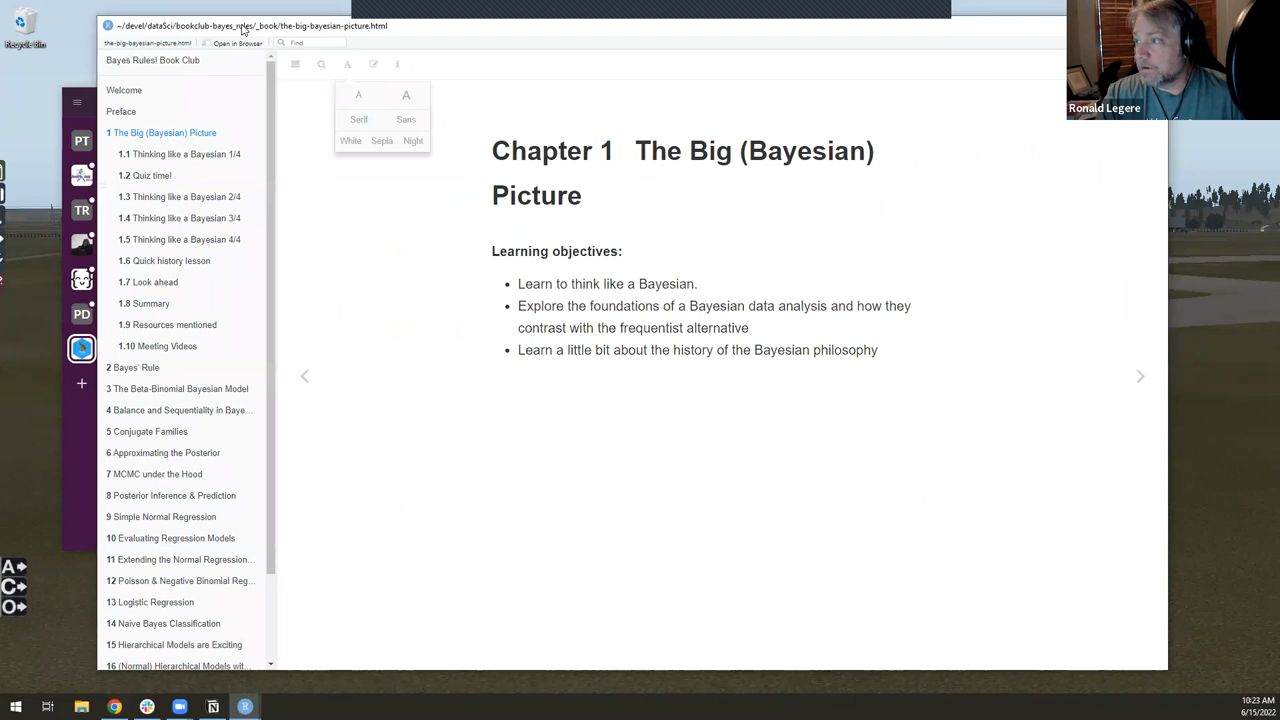 Recycle Bin
~/devel/dataSci/bookclub-bayes_rules/_book/the-big-bayesian-picture.html
the-big-bayesian-picture.html
Open in Browser
Find
Bayes Rules! Book Club
Welcome
Preface
1 The Big (Bayesian) Picture
1.1 Thinking like a Bayesian 1/4
1.2 Quiz time!
1.3 Thinking like a Bayesian 2/4
1.4 Thinking like a Bayesian 3/4
1.5 Thinking like a Bayesian 4/4
1.6 Quick history lesson
1.7 Look ahead
1.8 Summary
1.9 Resources mentioned
1.10 Meeting Videos
2 Bayes' Rule
3 The Beta-Binomial Bayesian Model
4 Balance and Sequentiality in Baye...
5 Conjugate Families
6 Approximating the Posterior
7 MCMC under the Hood
8 Posterior Inference & Prediction
9 Simple Normal Regression
10 Evaluating Regression Models
11 Extending the Normal Regression...
12 Poisson & Negative Binomial Reg...
13 Logistic Regression
14 Naive Bayes Classification
15 Hierarchical Models are Exciting
16 (Normal) Hierarchical Models wit...
PT
TR
PD
A
A A
Serif Sans
White Sepia Night
Chapter 1 The Big (Bayesian)
Picture
Learning objectives:
• Learn to think like a Bayesian.
• Explore the foundations of a Bayesian data analysis and how they
contrast with the frequentist alternative
• Learn a little bit about the history of the Bayesian philosophy
Ronald Legere
A
C
O
10:23 AM
6/15/2022